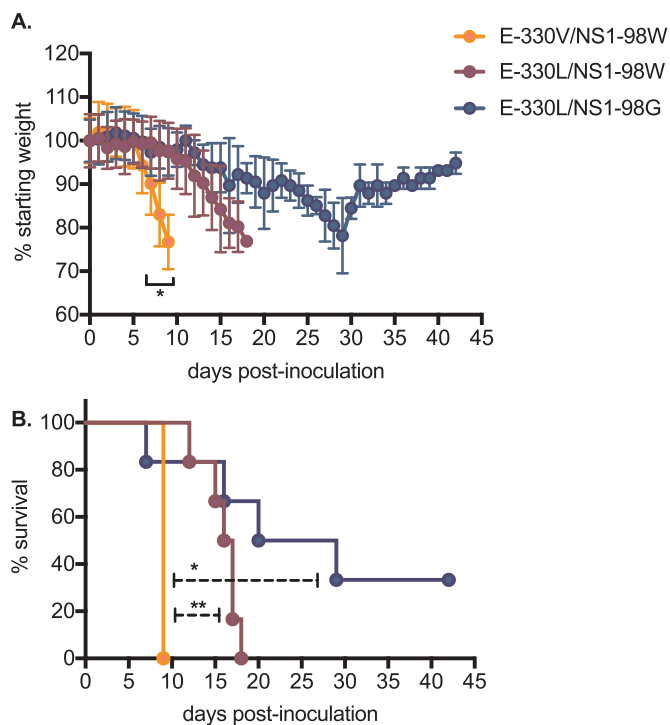 A.
E-330V/NS1-98W
E-330L/NS1-98W
E-330L/NS1-98G
% starting weight
120
110
100
90
80
70
60
*
0 5 10 15 20 25 30 35 40 45
days post-inoculation
B.
% survival
100
80
60
40
20
0
*
**
0 5 10 15 20 25 30 35 40 45
days post-inoculation